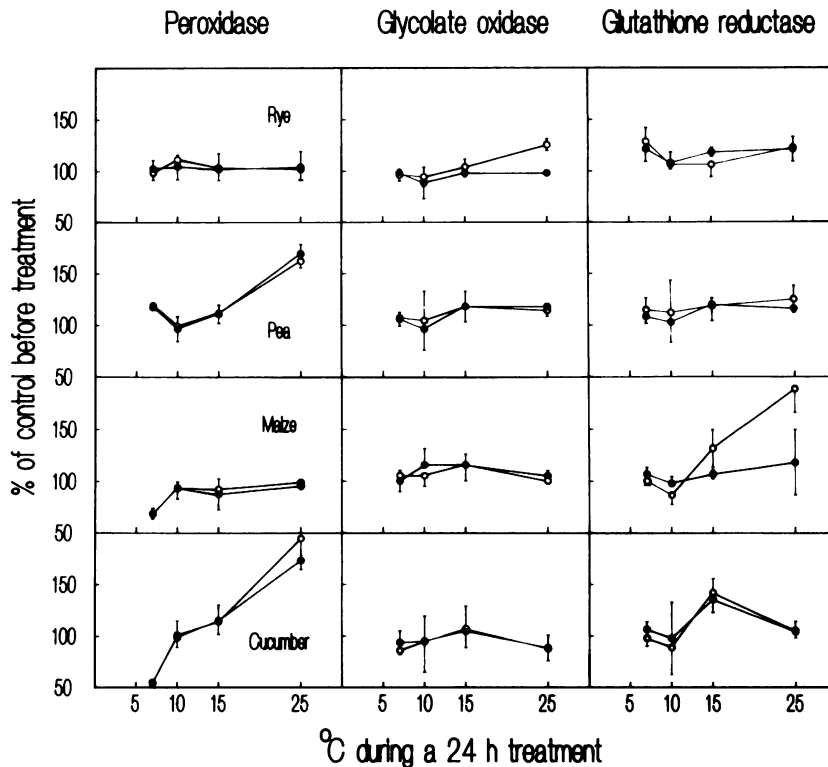 Peroxidase Glycolate oxidase Glutathione reductase
% of control before treatment
150
100
50
Rye
150
100
50
Pea
150
100
50
Maize
150
100
50
Cucumber
5 10 15 25 5 10 15 25 5 10 15 25
°C during a 24 h treatment